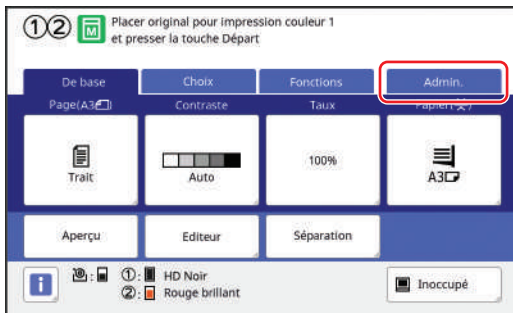 ①② M Placer original pour impression couleur 1
et presser la touche Départ
De base Choix Fonctions Admin.
Page(A3) Contraste Taux Papier()
Trait Auto 100% A3
Aperçu Editeur Séparation
①: HD Noir
②: Rouge brillant
i Inoccupé